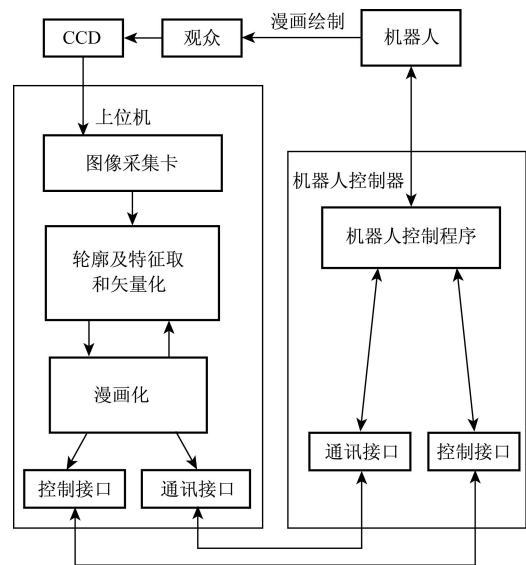 CCD
观众
漫画绘制
机器人
上位机
图像采集卡
轮廓及特征取
和矢量化
漫画化
控制接口
通讯接口
机器人控制器
机器人控制程序
通讯接口
控制接口